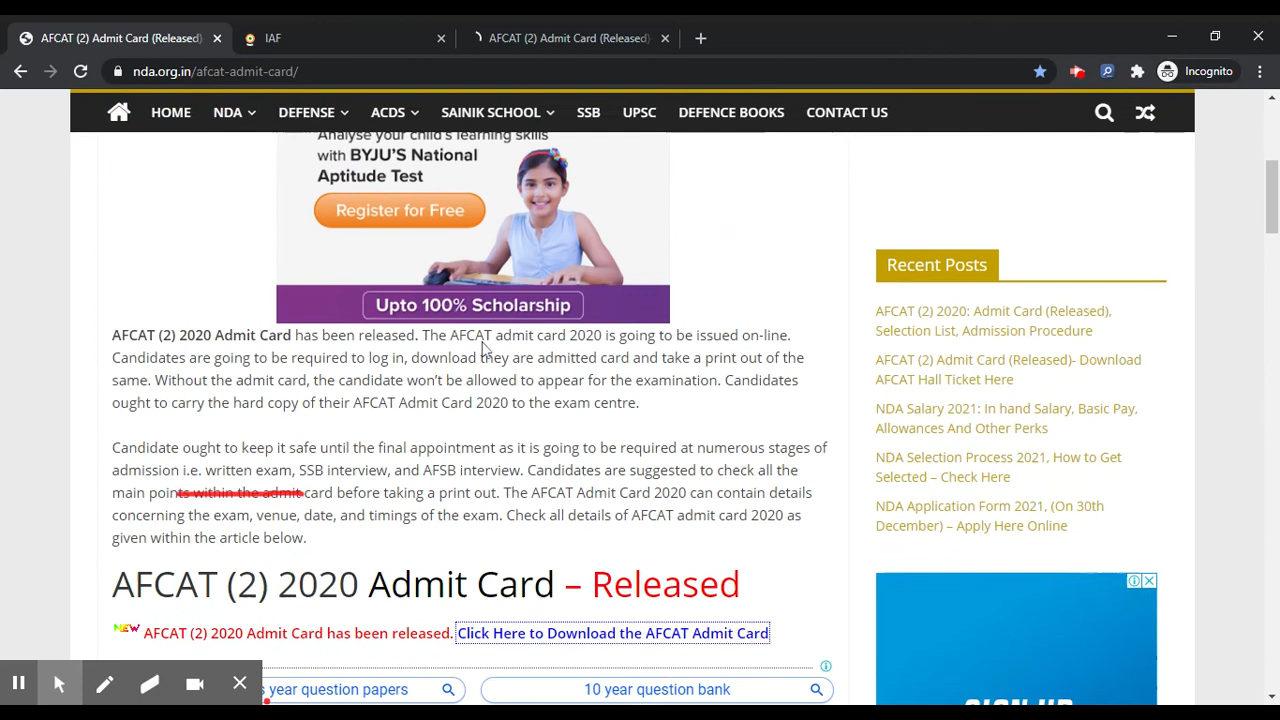 AFCAT (2) Admit Card (Released)
IAF
AFCAT (2) Admit Card (Released)
nda.org.in/afcat-admit-card/
Incognito
HOME NDA DEFENSE ACDS SAINIK SCHOOL SSB UPSC DEFENCE BOOKS CONTACT US
Analyse your child's learning skills
with BYJU'S National
Aptitude Test
Register for Free
Upto 100% Scholarship
AFCAT (2) 2020 Admit Card has been released. The AFCAT admit card 2020 is going to be issued on-line.
Candidates are going to be required to log in, download they are admitted card and take a print out of the
same. Without the admit card, the candidate won't be allowed to appear for the examination. Candidates
ought to carry the hard copy of their AFCAT Admit Card 2020 to the exam centre.
Candidate ought to keep it safe until the final appointment as it is going to be required at numerous stages of
admission i.e. written exam, SSB interview, and AFSB interview. Candidates are suggested to check all the
main points within the admit card before taking a print out. The AFCAT Admit Card 2020 can contain details
concerning the exam, venue, date, and timings of the exam. Check all details of AFCAT admit card 2020 as
given within the article below.
AFCAT (2) 2020 Admit Card – Released
NEW AFCAT (2) 2020 Admit Card has been released. Click Here to Download the AFCAT Admit Card
s year question papers
10 year question bank
Recent Posts
AFCAT (2) 2020: Admit Card (Released),
Selection List, Admission Procedure
AFCAT (2) Admit Card (Released)- Download
AFCAT Hall Ticket Here
NDA Salary 2021: In hand Salary, Basic Pay,
Allowances And Other Perks
NDA Selection Process 2021, How to Get
Selected – Check Here
NDA Application Form 2021, (On 30th
December) – Apply Here Online
SIGN UP